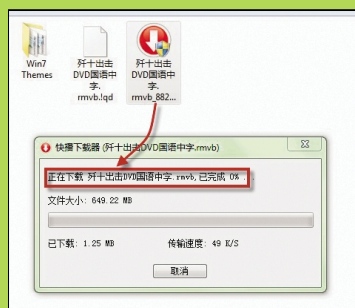 Win7
Themes
歼十出击
DVD国语中
字.
rmvb.!qd
歼十出击
DVD国语中
字.
rmvb_882...
快播下载器 (歼十出击DVD国语中字.rmvb)
正在下载 歼十出击DVD国语中字.rmvb,已完成 0% .
文件大小: 649.22 MB
已下载: 1.25 MB
传输速度: 49 K/S
取消